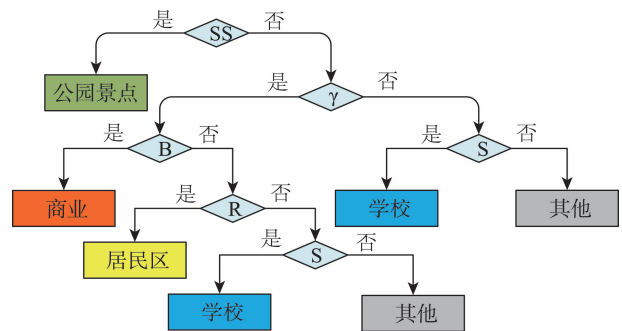 是 SS 否
公园景点 是 γ 否
是 B 否 是 S 否
商业 是 R 否 学校 其他
居民区 是 S 否
学校 其他